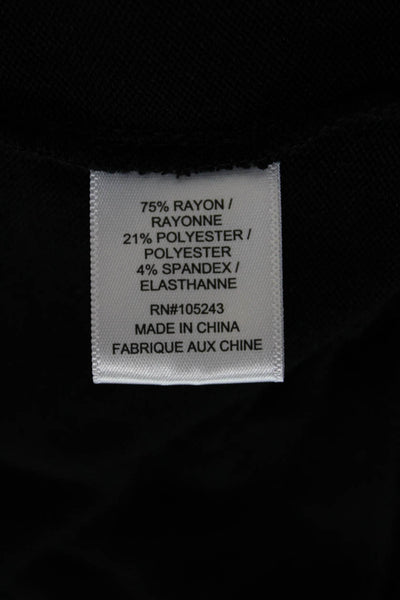 75% RAYON /
RAYONNE
21% POLYESTER /
POLYESTER
4% SPANDEX /
ELASTHANNE
RN#105243
MADE IN CHINA
FABRIQUE AUX CHINE